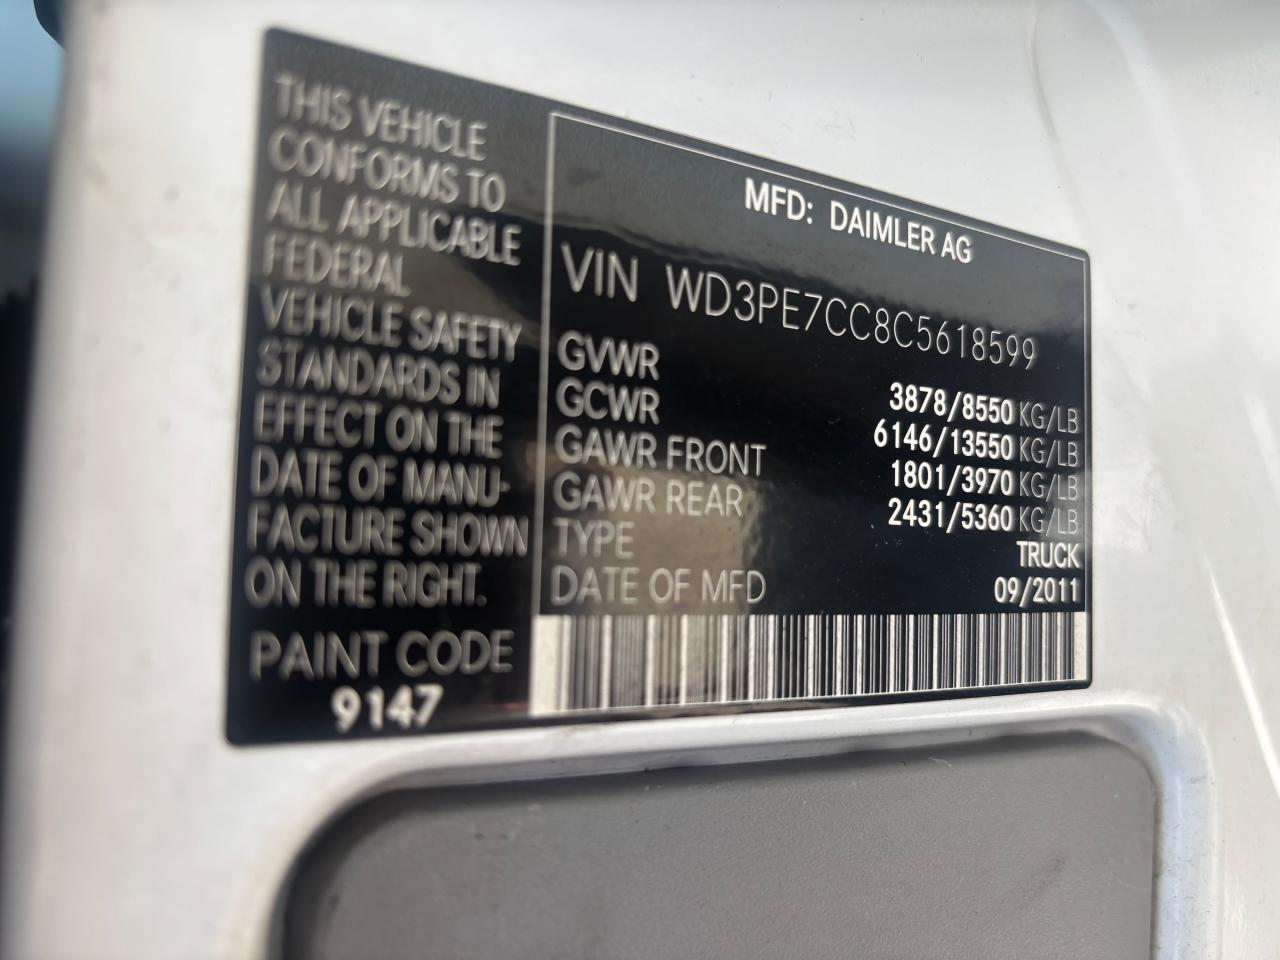 THIS VEHICLE
CONFORMS TO
ALL APPLICABLE
FEDERAL
VEHICLE SAFETY
STANDARDS IN
EFFECT ON THE
DATE OF MANU-
FACTURE SHOWN
ON THE RIGHT.
PAINT CODE
9147
MFD: DAIMLER AG
VIN WD3PE7CC8C5618599
GVWR 3878/8550 KG/LB
GCWR 6146/13550 KG/LB
GAWR FRONT 1801/3970 KG/LB
GAWR REAR 2431/5360 KG/LB
TYPE TRUCK
DATE OF MFD 09/2011